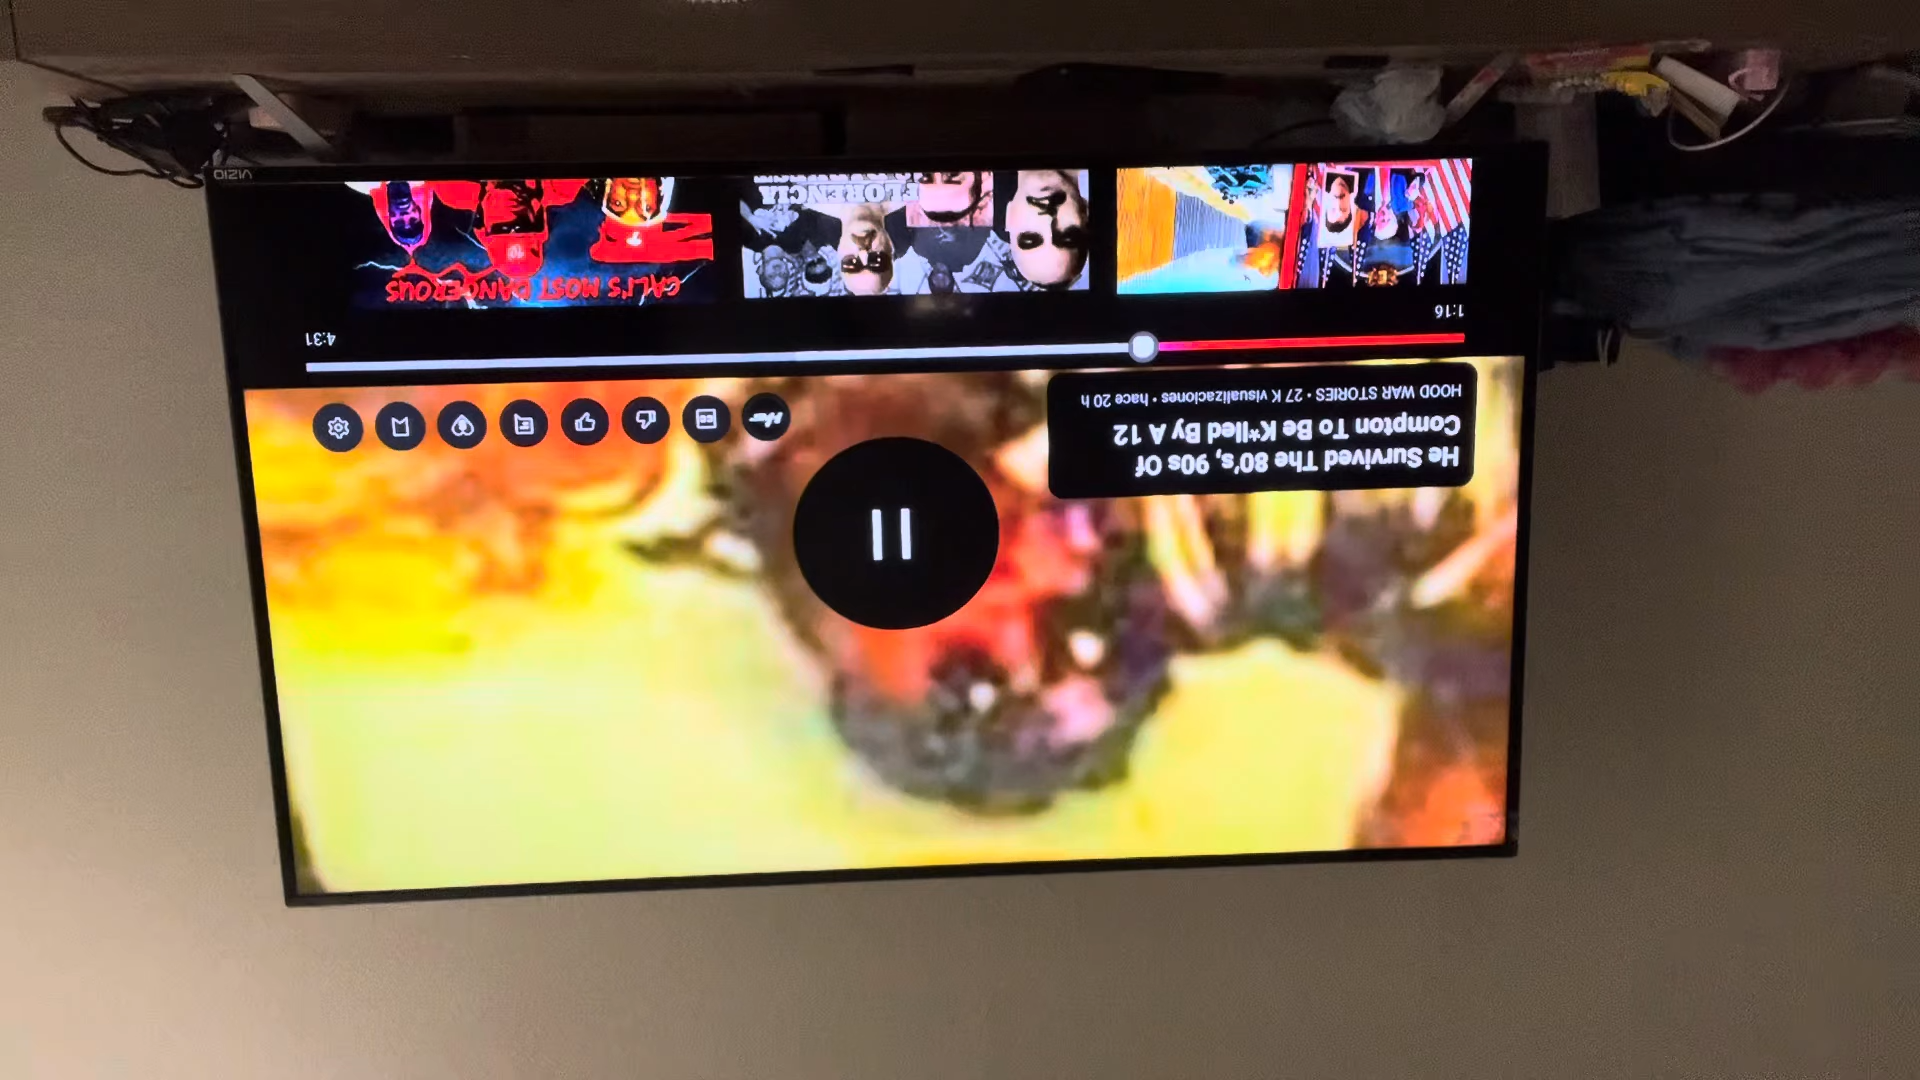 He Survived The 80's, 90s Of
Compton To Be K*lled By A 12
HOOD WAR STORIES • 27 K visualizaciones • hace 20 h
CC
1:16
4:31
FLORENCIA
CALI'S MOST DANGEROUS
VIZIO